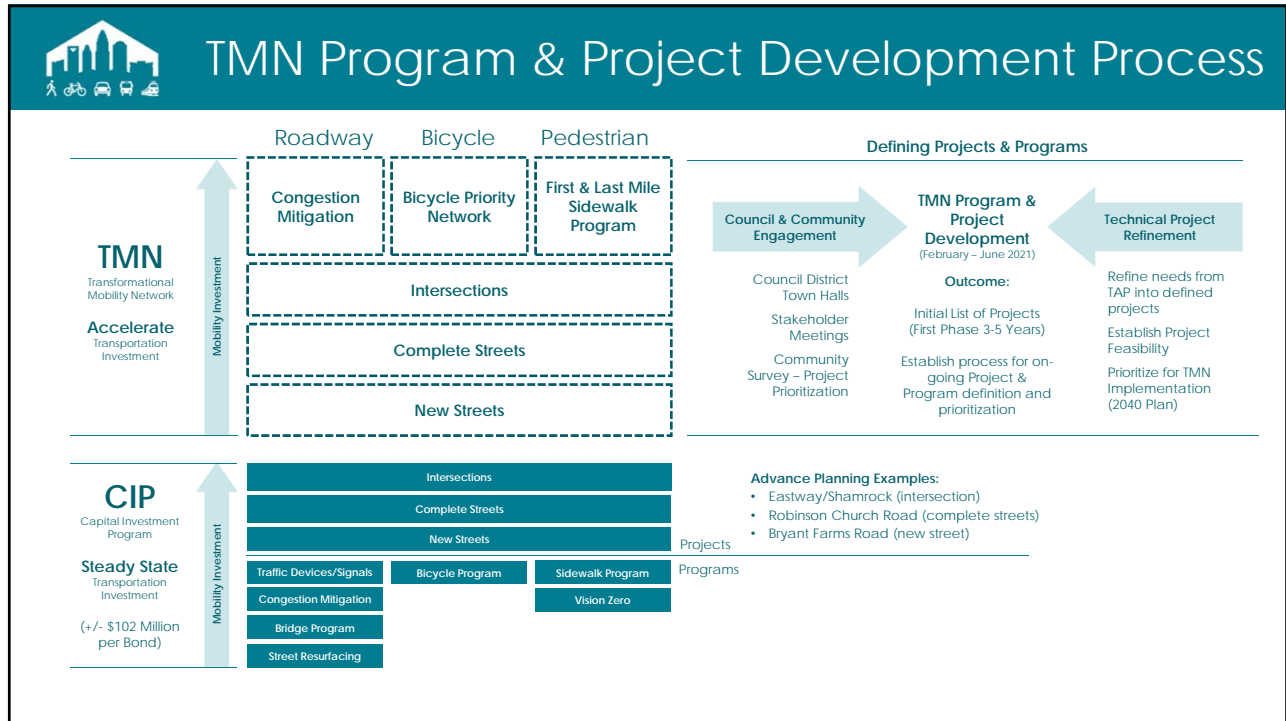 TMN Program & Project Development Process
Roadway
Bicycle
Pedestrian
TMN
Transformational
Mobility Network
Accelerate
Transportation
Investment
Mobility Investment
Congestion
Mitigation
Bicycle Priority
Network
First & Last Mile
Sidewalk
Program
Intersections
Complete Streets
New Streets
Defining Projects & Programs
Council & Community
Engagement
Council District
Town Halls
Stakeholder
Meetings
Community
Survey – Project
Prioritization
TMN Program &
Project
Development
(February – June 2021)
Outcome:
Initial List of Projects
(First Phase 3-5 Years)
Establish process for on-
going Project &
Program definition and
prioritization
Technical Project
Refinement
Refine needs from
TAP into defined
projects
Establish Project
Feasibility
Prioritize for TMN
Implementation
(2040 Plan)
CIP
Capital Investment
Program
Steady State
Transportation
Investment
(+/- $102 Million
per Bond)
Mobility Investment
Intersections
Complete Streets
New Streets
Projects
Programs
Traffic Devices/Signals
Bicycle Program
Sidewalk Program
Congestion Mitigation
Vision Zero
Bridge Program
Street Resurfacing
Advance Planning Examples:
• Eastway/Shamrock (intersection)
• Robinson Church Road (complete streets)
• Bryant Farms Road (new street)